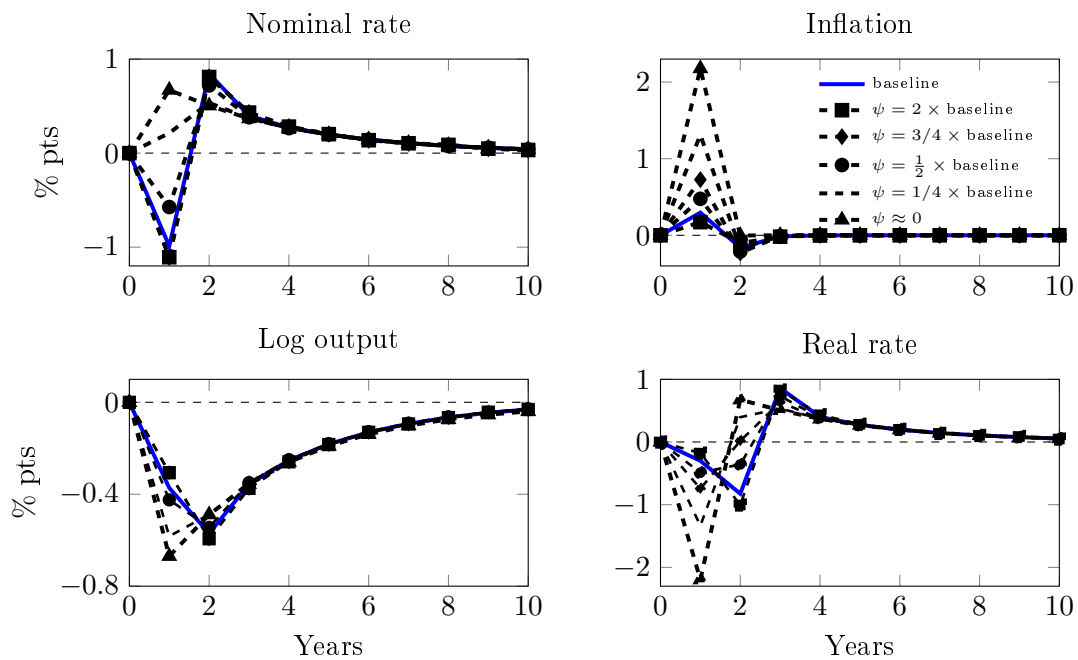 Nominal rate
% pts
1
0
−1
0 2 4 6 8 10
Inflation
2
1
0
baseline
ψ = 2 × baseline
ψ = 3/4 × baseline
ψ = 1/2 × baseline
ψ = 1/4 × baseline
ψ ≈ 0
0 2 4 6 8 10
Log output
% pts
0
−0.4
−0.8
0 2 4 6 8 10
Years
Real rate
1
0
−1
−2
0 2 4 6 8 10
Years